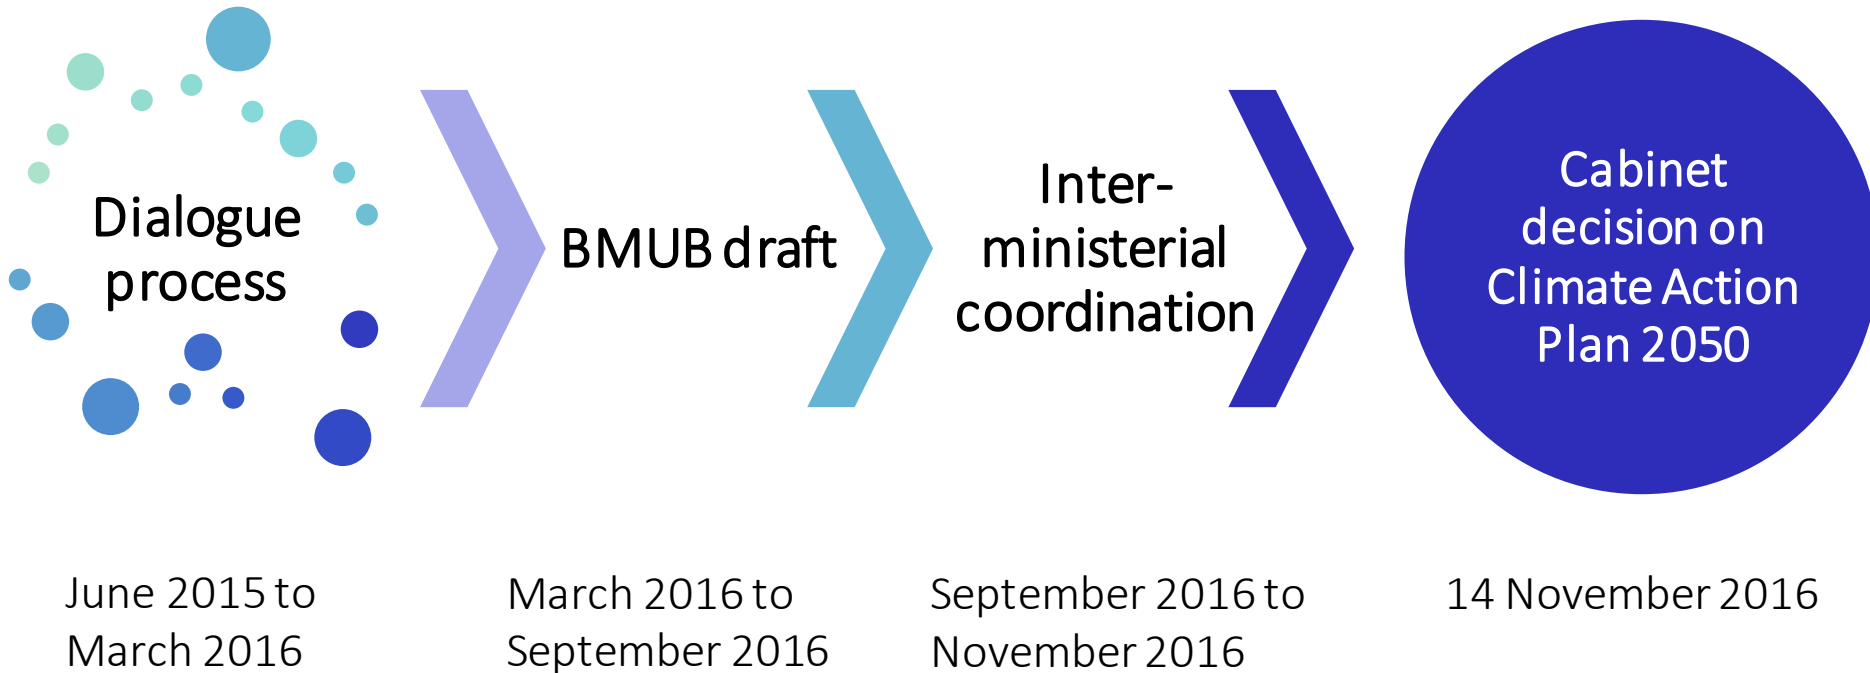 Dialogue
process
BMUB draft
Inter-
ministerial
coordination
Cabinet
decision on
Climate Action
Plan 2050
June 2015 to
March 2016
March 2016 to
September 2016
September 2016 to
November 2016
14 November 2016